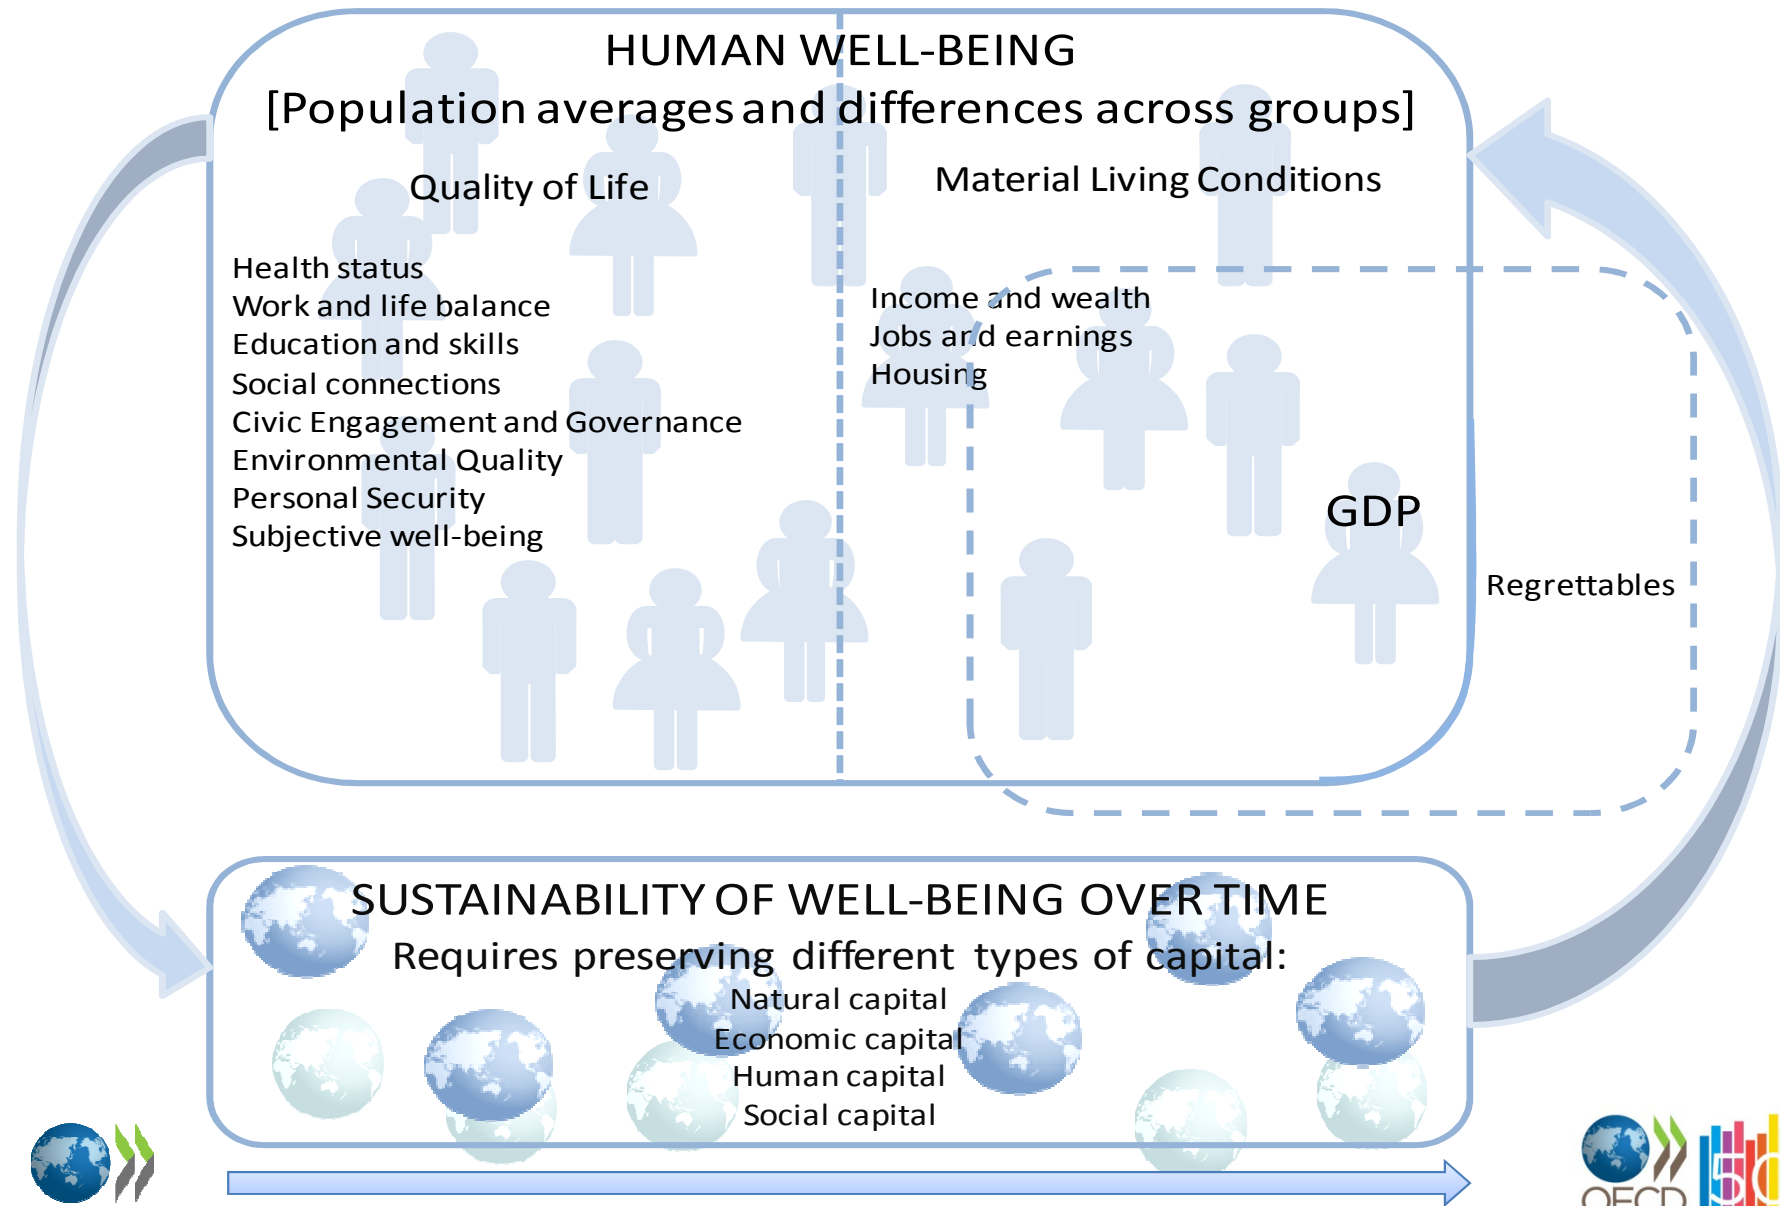 HUMAN WELL-BEING
[Population averages and differences across groups]
Quality of Life
Health status
Work and life balance
Education and skills
Social connections
Civic Engagement and Governance
Environmental Quality
Personal Security
Subjective well-being
Material Living Conditions
Income and wealth
Jobs and earnings
Housing
GDP
Regrettables
SUSTAINABILITY OF WELL-BEING OVER TIME
Requires preserving different types of capital:
Natural capital
Economic capital
Human capital
Social capital
OECD
50